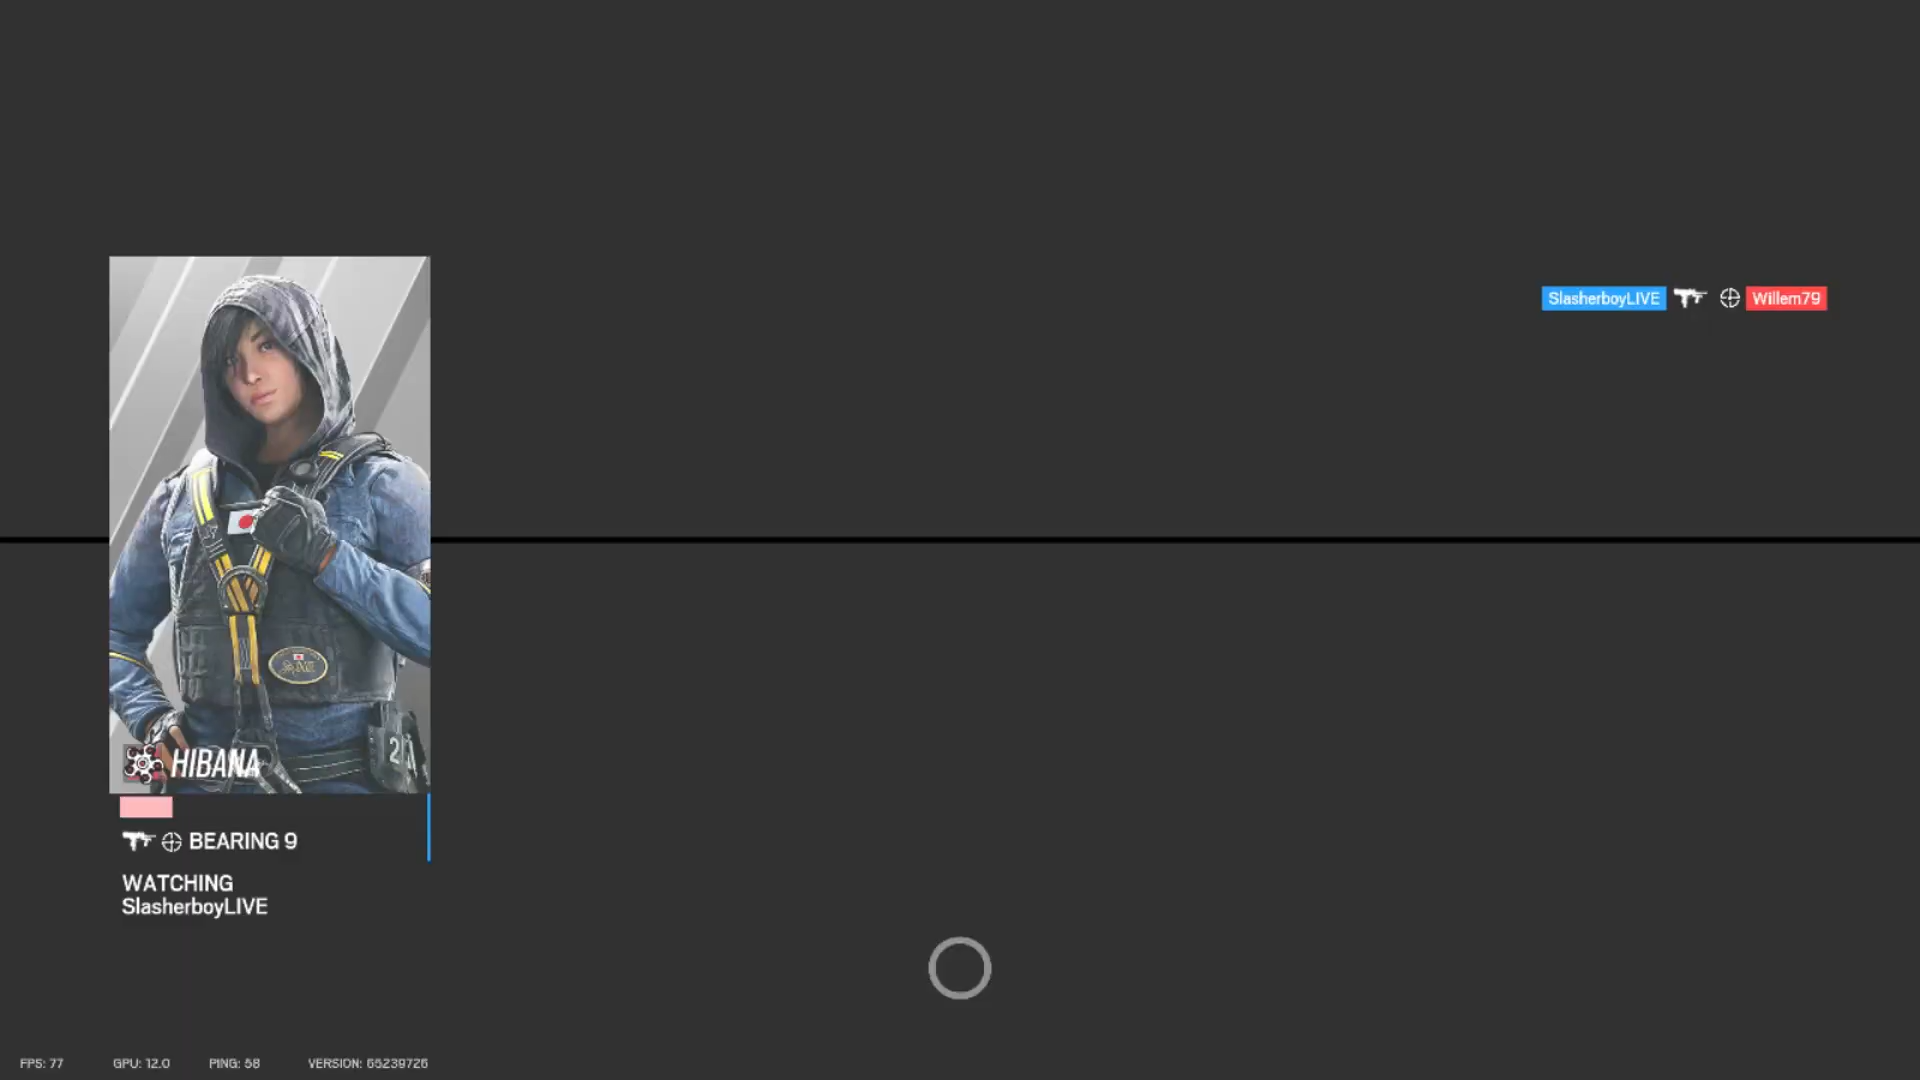 SlasherboyLIVE Willem79
HIBANA
BEARING 9
WATCHING
SlasherboyLIVE
FPS: 77 GPU: 12.0 PING: 58 VERSION: 65239726